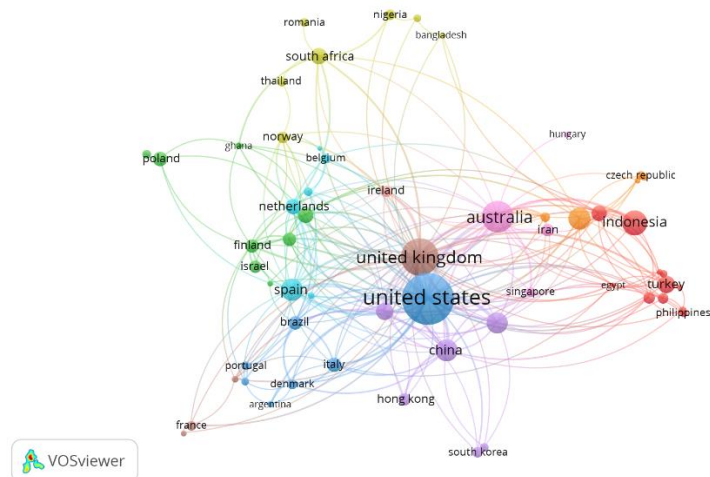 romania
nigeria
bangladesh
south africa
thailand
norway
hungary
ghana
poland
belgium
czech republic
ireland
netherlands
australia
indonesia
iran
finland
united kingdom
israel
spain
united states
singapore
egypt
turkey
philippines
brazil
china
portugal
italy
denmark
hong kong
argentina
france
south korea
VOSviewer